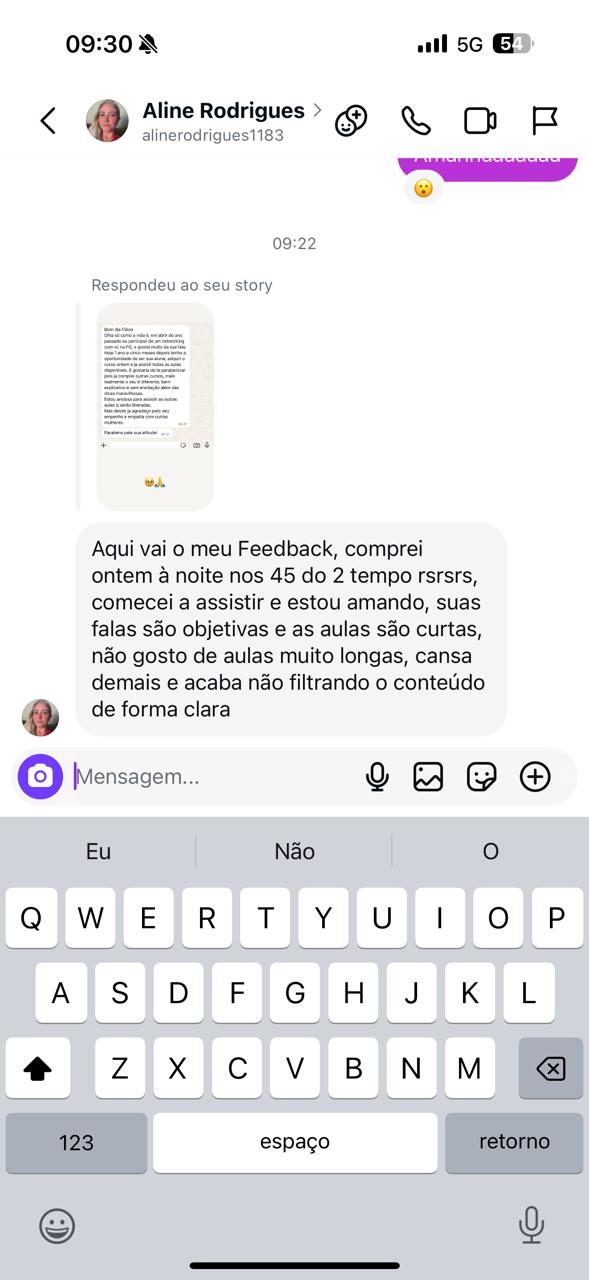 09:30
5G
54
Aline Rodrigues
alinerodrigues1183
09:22
Respondeu ao seu story
Bom dia Flávia
Olha só como a vida é, em abril do ano
passado eu participei de um networking
com vc na FG, e gostei muito da sua fala.
Hoje 1 ano e cinco meses depois tenho a
oportunidade de ser sua aluna, adquiri o
curso ontem e ja assisti todas as aulas
disponíveis. E gostaria de te parabenizar
pois ja comprei outros cursos, mais
realmente o seu é diferente, bem
explicativo e sem enrolação além das
dicas maravilhosas.
Estou ansiosa para assistir as outras
aulas q serão liberadas.
Mas desde ja agradeço pelo seu
empenho e empatia com outras
mulheres.
Parabéns pela sua atitude!
🥹🙏
Aqui vai o meu Feedback, comprei
ontem à noite nos 45 do 2 tempo rsrsrs,
comecei a assistir e estou amando, suas
falas são objetivas e as aulas são curtas,
não gosto de aulas muito longas, cansa
demais e acaba não filtrando o conteúdo
de forma clara
Mensagem...
Eu Não O
Q W E R T Y U I O P
A S D F G H J K L
Z X C V B N M
123 espaço retorno